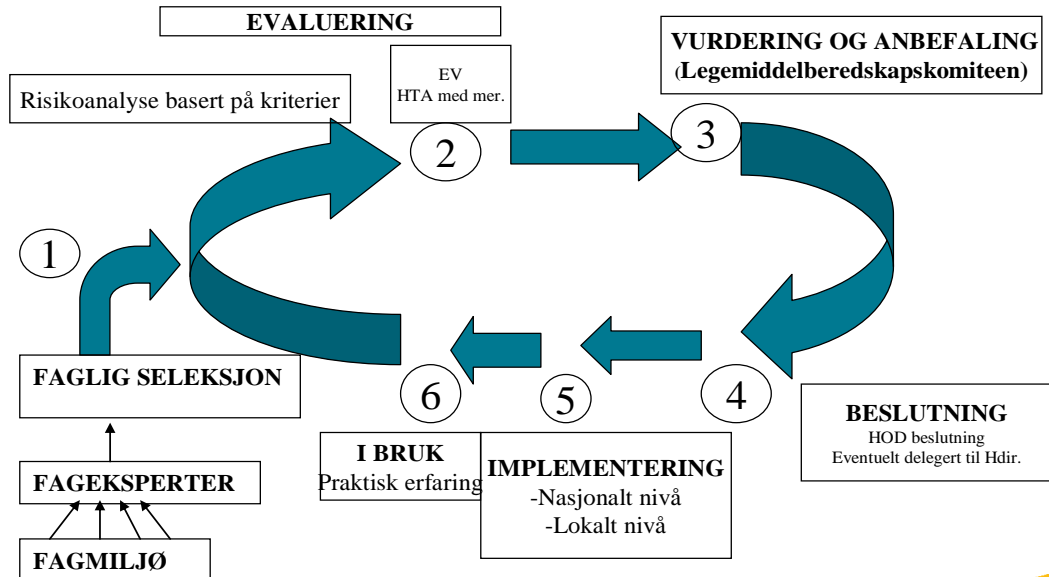 EVALUERING
EV
HTA med mer.
VURDERING OG ANBEFALING
(Legemiddelberedskapskomiteen)
Risikoanalyse basert på kriterier
2
3
1
FAGLIG SELEKSJON
6
5
4
I BRUK
Praktisk erfaring
IMPLEMENTERING
-Nasjonalt nivå
-Lokalt nivå
BESLUTNING
HOD beslutning
Eventuelt delegert til Hdir.
FAGEKSPERTER
FAGMILJØ